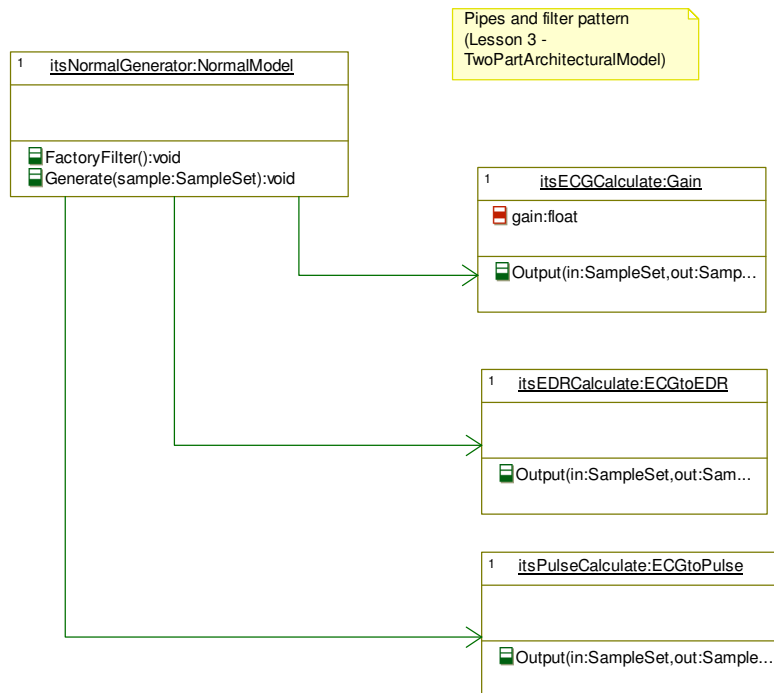 Pipes and filter pattern
(Lesson 3 -
TwoPartArchitecturalModel)
1 itsNormalGenerator:NormalModel
FactoryFilter():void
Generate(sample:SampleSet):void
1 itsECGCalculate:Gain
gain:float
Output(in:SampleSet,out:Samp...
1 itsEDRCalculate:ECGtoEDR
Output(in:SampleSet,out:Sam...
1 itsPulseCalculate:ECGtoPulse
Output(in:SampleSet,out:Sample...